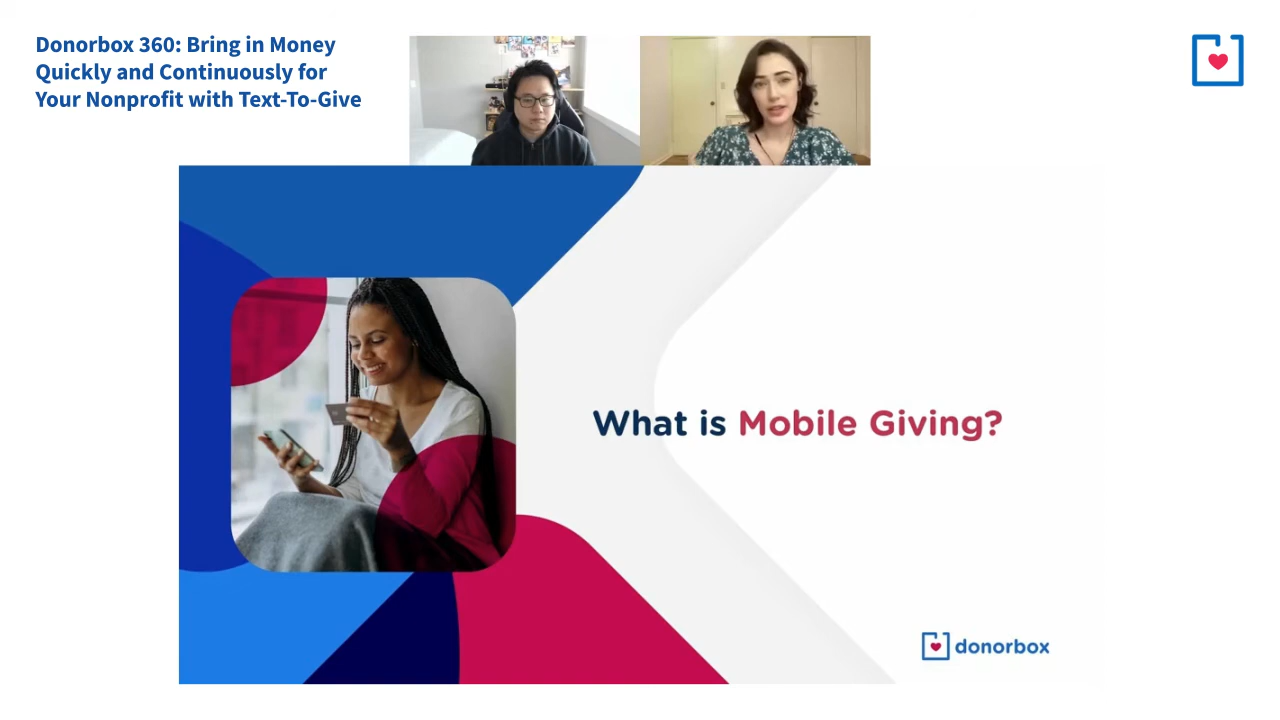 Donorbox 360: Bring in Money
Quickly and Continuously for
Your Nonprofit with Text-To-Give
What is Mobile Giving?
donorbox